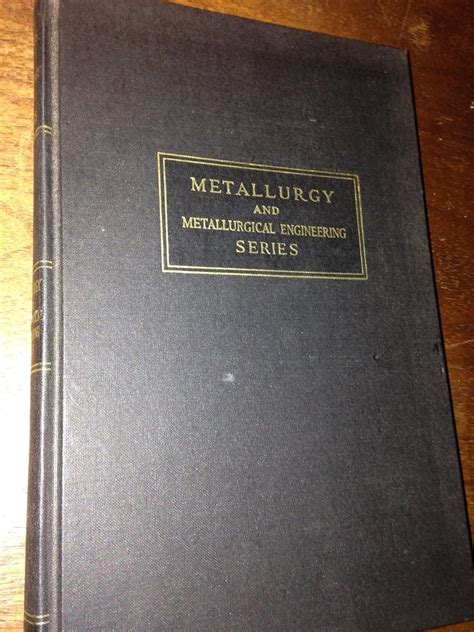 METALLURGY
AND
METALLURGICAL ENGINEERING
SERIES